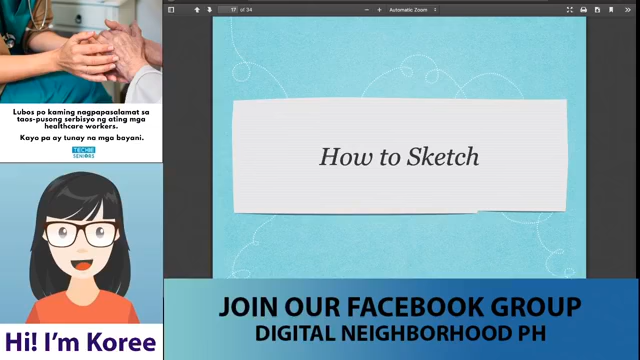 Lubos po kaming nagpapasalamat sa
taos-pusong serbisyo ng ating mga
healthcare workers.
Kayo pa ay tunay na mga bayani.
TECHIE
SENIORS
Hi! I'm Koree
17 of 34
Automatic Zoom
How to Sketch
JOIN OUR FACEBOOK GROUP
DIGITAL NEIGHBORHOOD PH